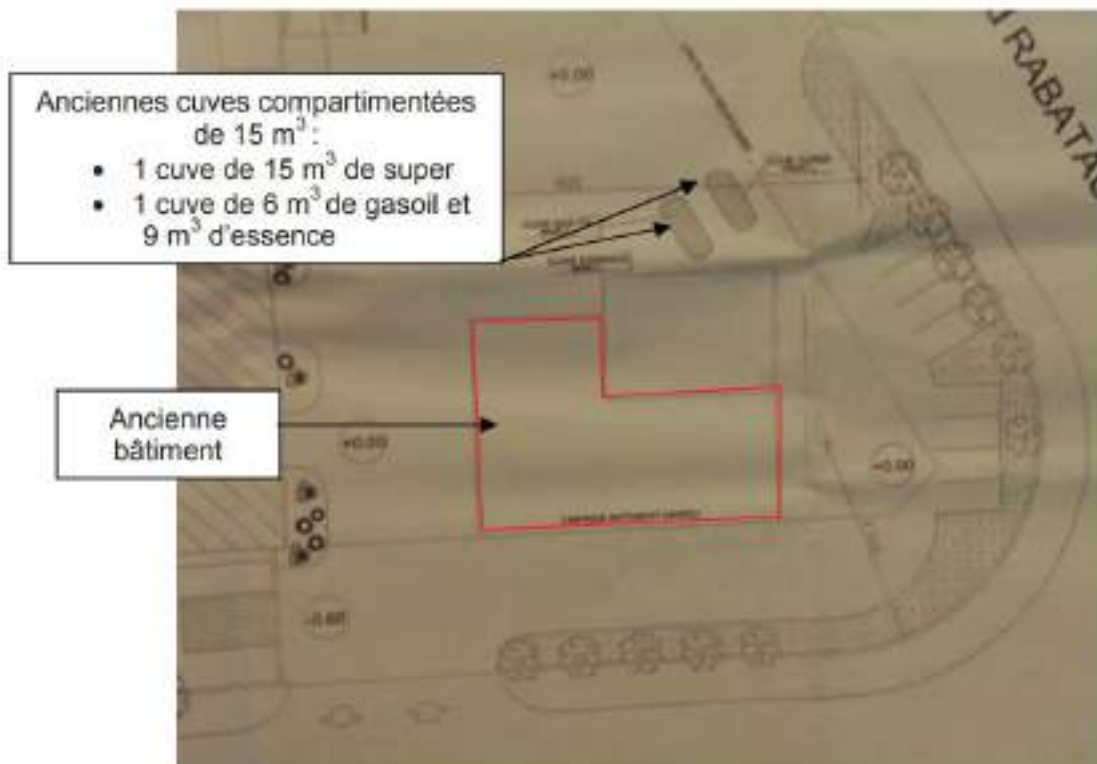 RABATAU
+0.00
Anciennes cuves compartimentées
de 15 m³ :
• 1 cuve de 15 m³ de super
• 1 cuve de 6 m³ de gasoil et
9 m³ d'essence
Ancienne
bâtiment
+0.00
+0.00
-0.60